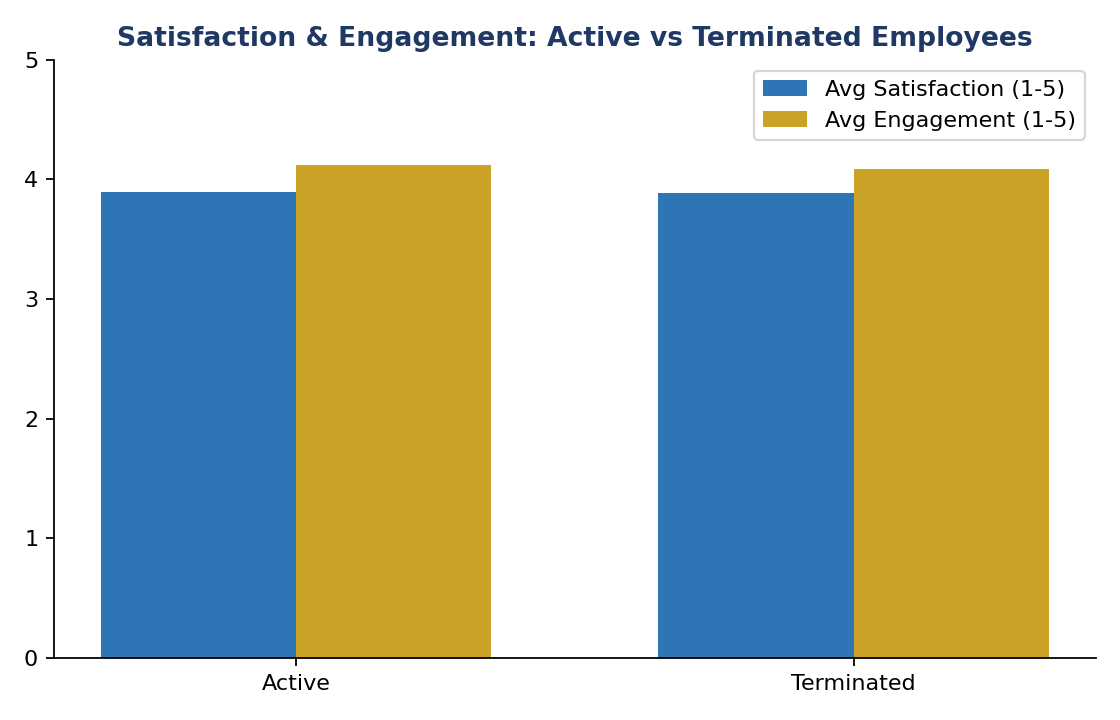 Satisfaction & Engagement: Active vs Terminated Employees
5
Avg Satisfaction (1-5)
Avg Engagement (1-5)
4
3
2
1
0
Active Terminated